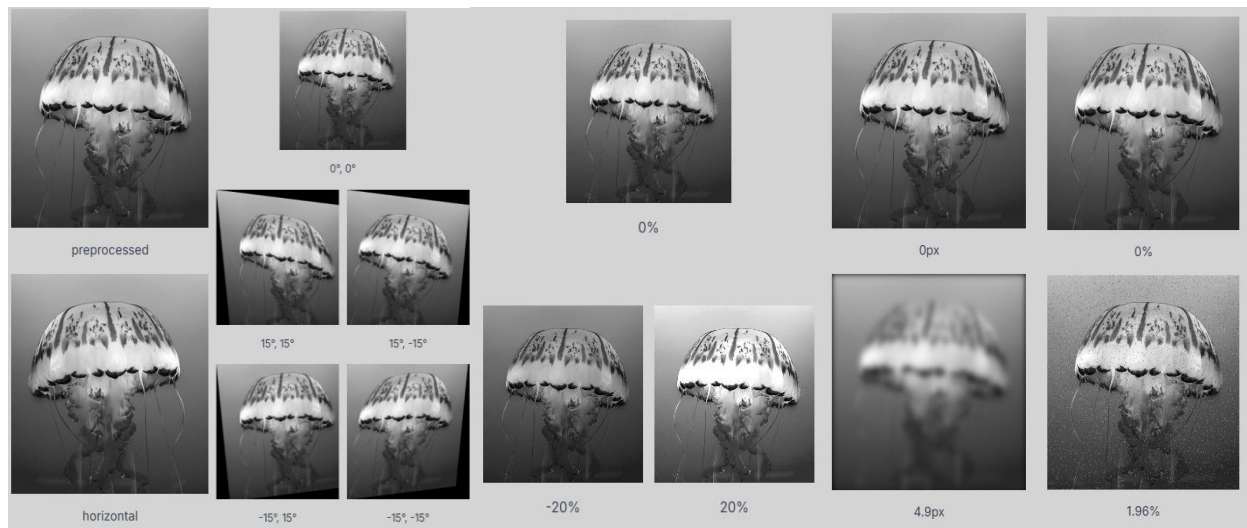 preprocessed
horizontal
0°, 0°
15°, 15°
15°, -15°
-15°, 15°
-15°, -15°
0%
-20%
20%
0px
4.9px
0%
1.96%